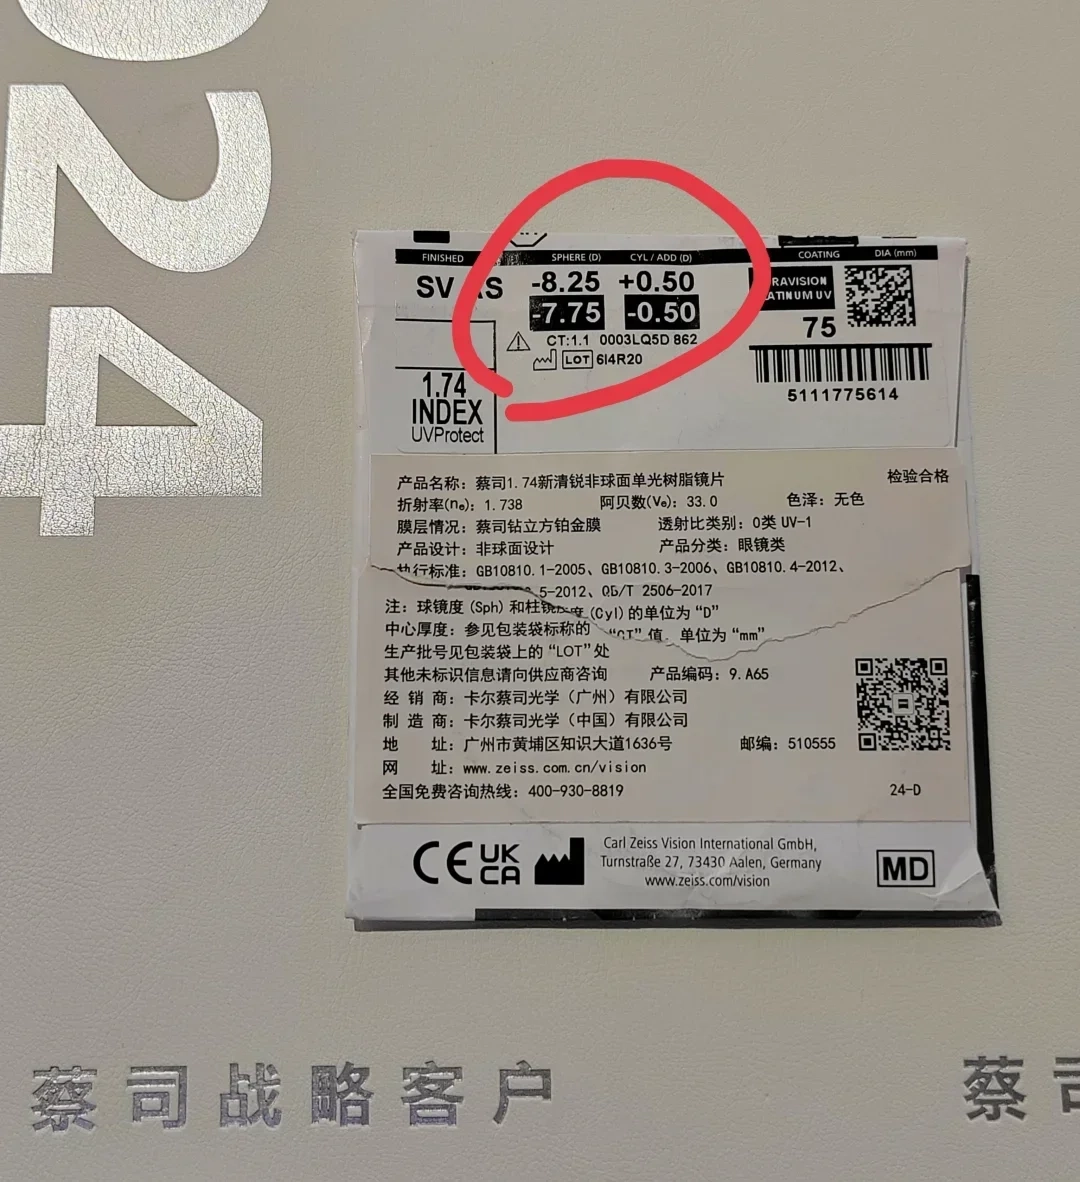 024
FINISHED SPHERE (D) CYL / ADD (D) COATING DIA (mm)
SV AS -8.25 +0.50
-7.75 -0.50
75
CT:1.1 0003LQ5D 862
LOT 6I4R20
5111775614
1.74
INDEX
UVProtect
产品名称：蔡司1.74新清锐非球面单光树脂镜片 检验合格
折射率(nₑ)：1.738 阿贝数(Vₑ)：33.0 色泽：无色
膜层情况：蔡司钻立方铂金膜 透射比类别：0类 UV-1
产品设计：非球面设计 产品分类：眼镜类
执行标准：GB10810.1-2005、GB10810.3-2006、GB10810.4-2012、
5-2012、QB/T 2506-2017
注：球镜度(Sph)和柱镜度(Cyl)的单位为“D”
中心厚度：参见包装袋标称的“CT”值，单位为“mm”
生产批号见包装袋上的“LOT”处
其他未标识信息请向供应商咨询 产品编码：9.A65
经销商：卡尔蔡司光学（广州）有限公司
制造商：卡尔蔡司光学（中国）有限公司
地 址：广州市黄埔区知识大道1636号 邮编：510555
网 址：www.zeiss.com.cn/vision
全国免费咨询热线：400-930-8819 24-D
CE UK CA
Carl Zeiss Vision International GmbH,
Turnstraße 27, 73430 Aalen, Germany
www.zeiss.com/vision
MD
蔡司战略客户 蔡司